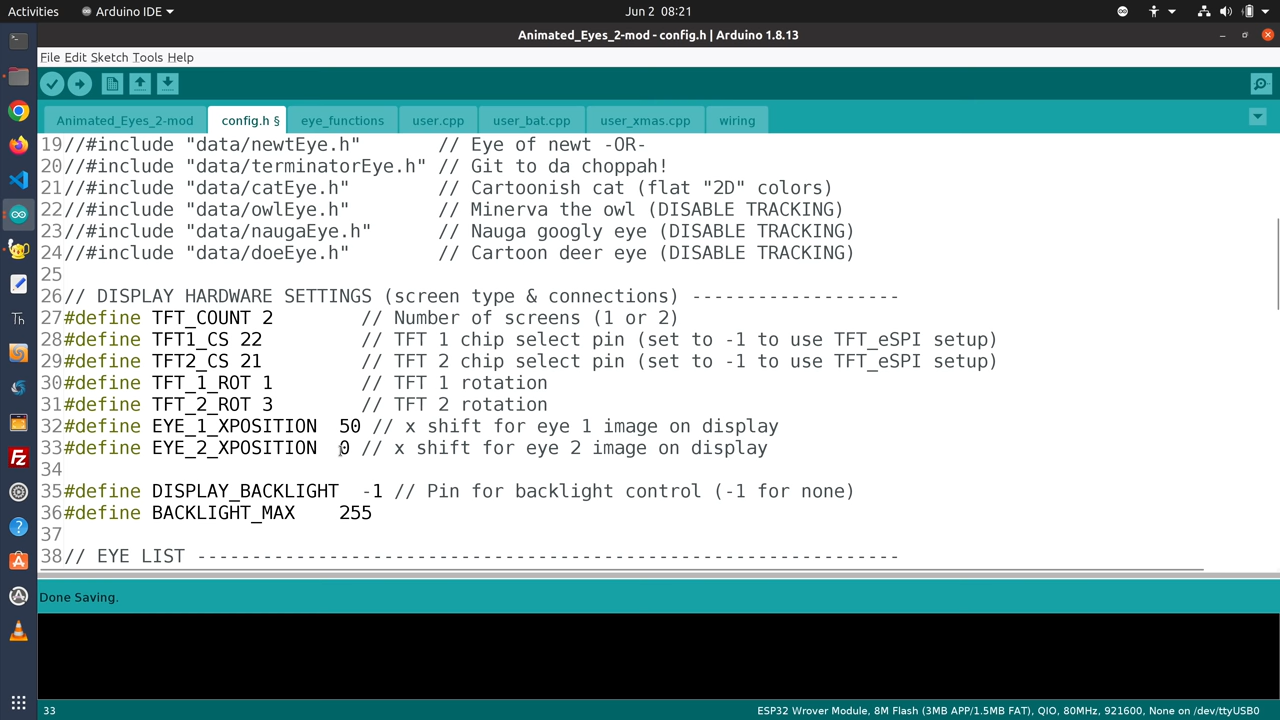 Activities Arduino IDE Jun 2 08:21
Animated_Eyes_2-mod - config.h | Arduino 1.8.13
File Edit Sketch Tools Help
Animated_Eyes_2-mod config.h § eye_functions user.cpp user_bat.cpp user_xmas.cpp wiring
19//#include "data/newtEye.h" // Eye of newt -OR-
20//#include "data/terminatorEye.h" // Git to da choppah!
21//#include "data/catEye.h" // Cartoonish cat (flat "2D" colors)
22//#include "data/owlEye.h" // Minerva the owl (DISABLE TRACKING)
23//#include "data/naugaEye.h" // Nauga googly eye (DISABLE TRACKING)
24//#include "data/doeEye.h" // Cartoon deer eye (DISABLE TRACKING)
25
26// DISPLAY HARDWARE SETTINGS (screen type & connections) -------------------
27#define TFT_COUNT 2 // Number of screens (1 or 2)
28#define TFT1_CS 22 // TFT 1 chip select pin (set to -1 to use TFT_eSPI setup)
29#define TFT2_CS 21 // TFT 2 chip select pin (set to -1 to use TFT_eSPI setup)
30#define TFT_1_ROT 1 // TFT 1 rotation
31#define TFT_2_ROT 3 // TFT 2 rotation
32#define EYE_1_XPOSITION 50 // x shift for eye 1 image on display
33#define EYE_2_XPOSITION 0 // x shift for eye 2 image on display
34
35#define DISPLAY_BACKLIGHT -1 // Pin for backlight control (-1 for none)
36#define BACKLIGHT_MAX 255
37
38// EYE LIST ----------------------------------------------------------------
Done Saving.
Th
FZ
33 ESP32 Wrover Module, 8M Flash (3MB APP/1.5MB FAT), QIO, 80MHz, 921600, None on /dev/ttyUSB0